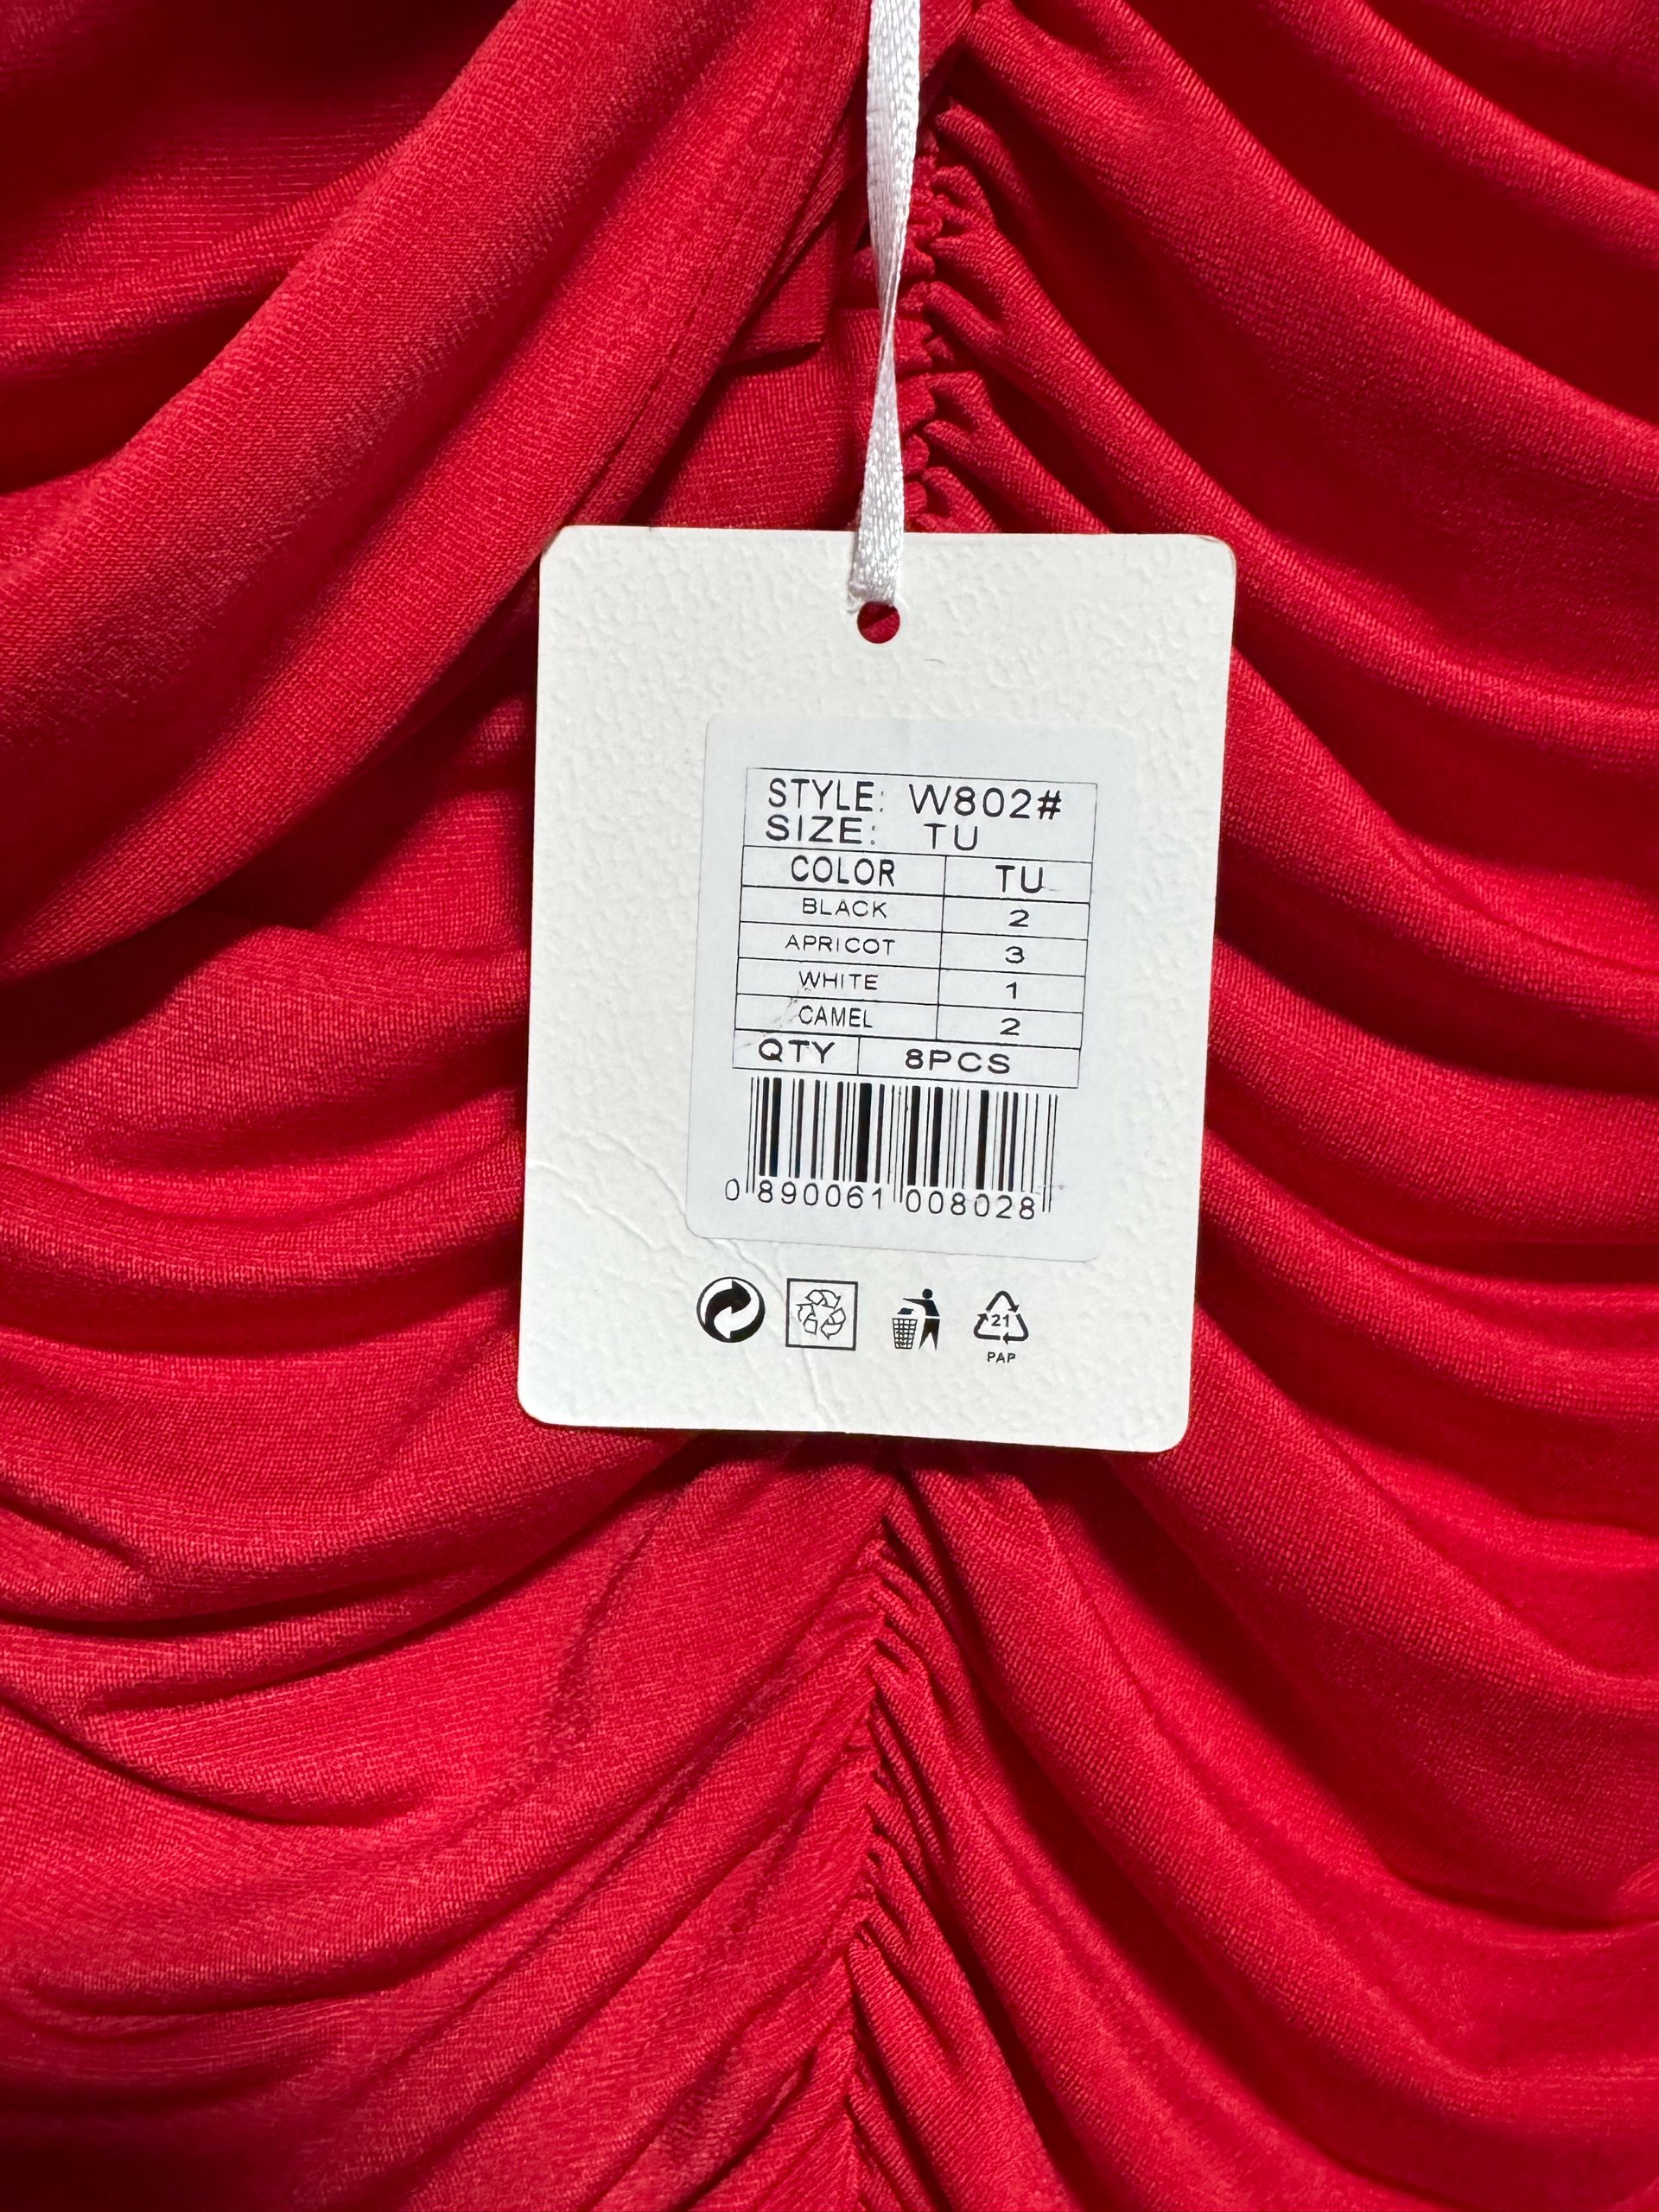 STYLE: W802#
SIZE: TU
COLOR TU
BLACK 2
APRICOT 3
WHITE 1
CAMEL 2
QTY 8PCS
0 890061 008028
21
PAP